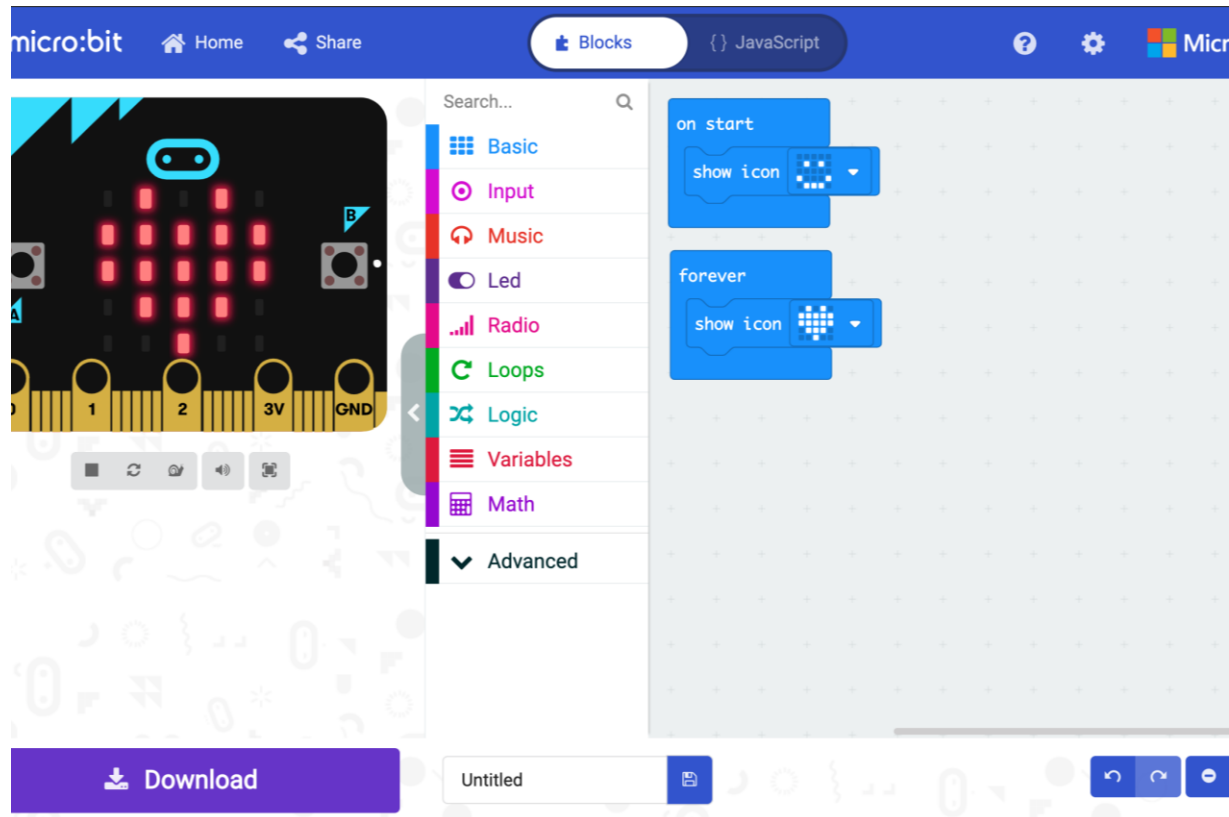 micro:bit Home Share Blocks { } JavaScript ? Micr
Search...
Basic
Input
Music
Led
Radio
Loops
Logic
Variables
Math
Advanced
on start
show icon
forever
show icon
B
A
1 2 3V GND
Download
Untitled